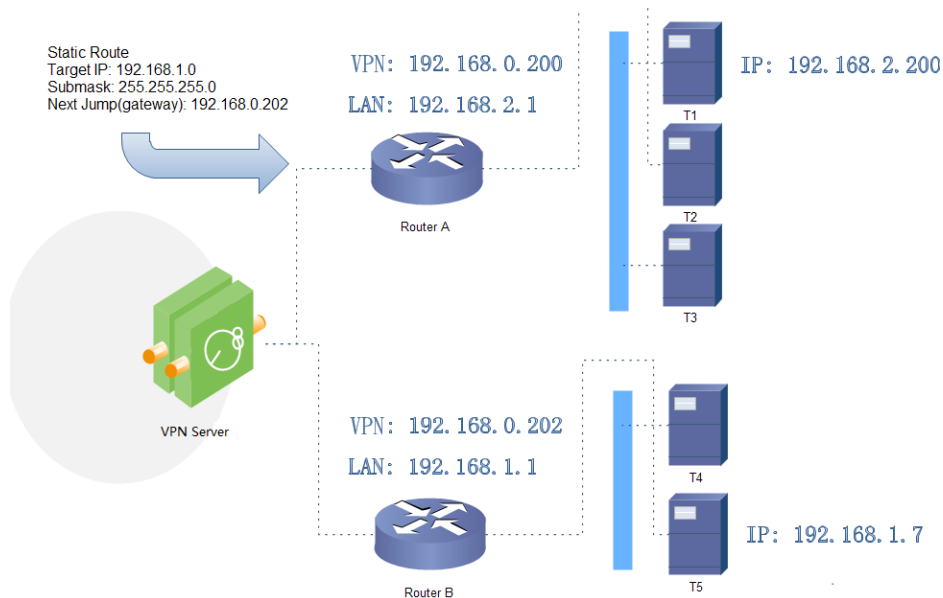 Static Route
Target IP: 192.168.1.0
Submask: 255.255.255.0
Next Jump(gateway): 192.168.0.202
VPN: 192.168.0.200
LAN: 192.168.2.1
Router A
IP: 192.168.2.200
T1
T2
T3
VPN Server
VPN: 192.168.0.202
LAN: 192.168.1.1
Router B
T4
IP: 192.168.1.7
T5